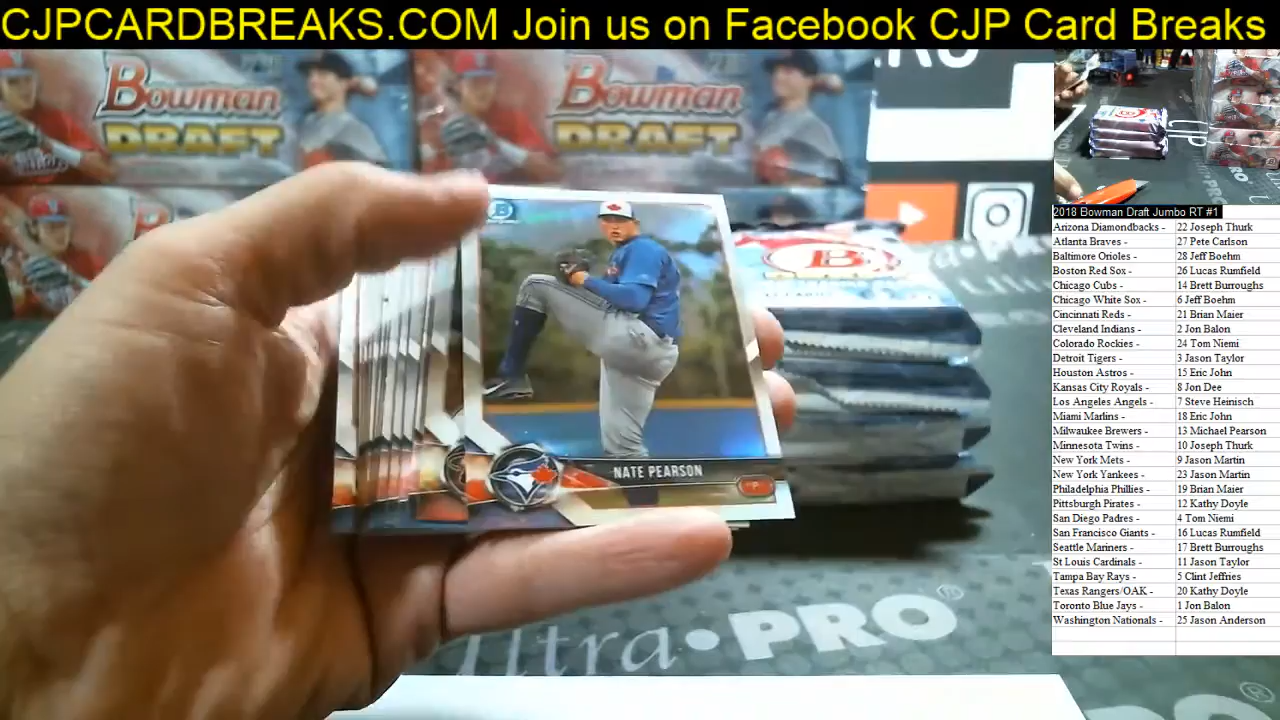 CJPCARDBREAKS.COM Join us on Facebook CJP Card Breaks
Bowman
DRAFT
Bowman
DRAFT
B
NATE PEARSON
P
Ultra•PRO®
CJP
2018 Bowman Draft Jumbo RT #1
Arizona Diamondbacks - 22 Joseph Thurk
Atlanta Braves - 27 Pete Carlson
Baltimore Orioles - 28 Jeff Boehm
Boston Red Sox - 26 Lucas Rumfield
Chicago Cubs - 14 Brett Burroughs
Chicago White Sox - 6 Jeff Boehm
Cincinnati Reds - 21 Brian Maier
Cleveland Indians - 2 Jon Balon
Colorado Rockies - 24 Tom Niemi
Detroit Tigers - 3 Jason Taylor
Houston Astros - 15 Eric John
Kansas City Royals - 8 Jon Dee
Los Angeles Angels - 7 Steve Heinisch
Miami Marlins - 18 Eric John
Milwaukee Brewers - 13 Michael Pearson
Minnesota Twins - 10 Joseph Thurk
New York Mets - 9 Jason Martin
New York Yankees - 23 Jason Martin
Philadelphia Phillies - 19 Brian Maier
Pittsburgh Pirates - 12 Kathy Doyle
San Diego Padres - 4 Tom Niemi
San Francisco Giants - 16 Lucas Rumfield
Seattle Mariners - 17 Brett Burroughs
St Louis Cardinals - 11 Jason Taylor
Tampa Bay Rays - 5 Clint Jeffries
Texas Rangers/OAK - 20 Kathy Doyle
Toronto Blue Jays - 1 Jon Balon
Washington Nationals - 25 Jason Anderson